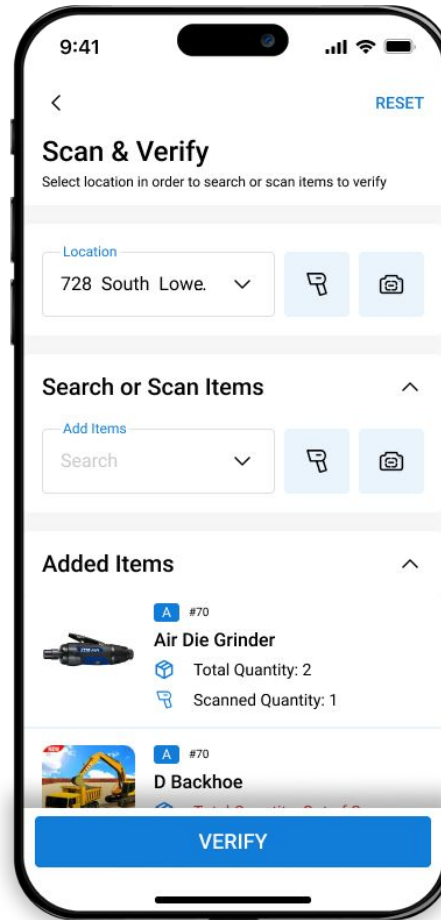 9:41
RESET
Scan & Verify
Select location in order to search or scan items to verify
Location
728 South Lowe.
Search or Scan Items
Add Items
Search
Added Items
A #70
Air Die Grinder
Total Quantity: 2
Scanned Quantity: 1
A #70
D Backhoe
VERIFY